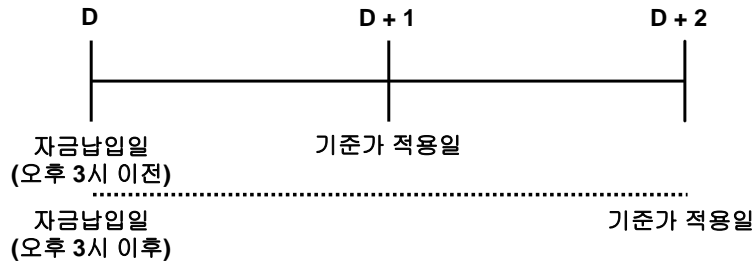 D D + 1 D + 2
자금납입일 기준가 적용일
(오후 3시 이전)
자금납입일 기준가 적용일
(오후 3시 이후)